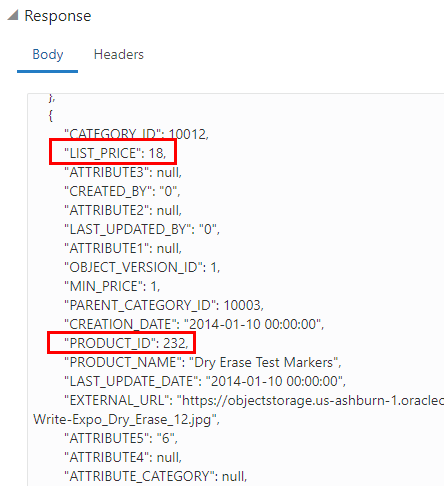 Response
Body Headers
},
{
"CATEGORY_ID": 10012,
"LIST_PRICE": 18,
"ATTRIBUTE3": null,
"CREATED_BY": "0",
"ATTRIBUTE2": null,
"LAST_UPDATED_BY": "0",
"ATTRIBUTE1": null,
"OBJECT_VERSION_ID": 1,
"MIN_PRICE": 1,
"PARENT_CATEGORY_ID": 10003,
"CREATION_DATE": "2014-01-10 00:00:00",
"PRODUCT_ID": 232,
"PRODUCT_NAME": "Dry Erase Test Markers",
"LAST_UPDATE_DATE": "2014-01-10 00:00:00",
"EXTERNAL_URL": "https://objectstorage.us-ashburn-1.oraclec
Write-Expo_Dry_Erase_12.jpg",
"ATTRIBUTE5": "6",
"ATTRIBUTE4": null,
"ATTRIBUTE_CATEGORY": null,